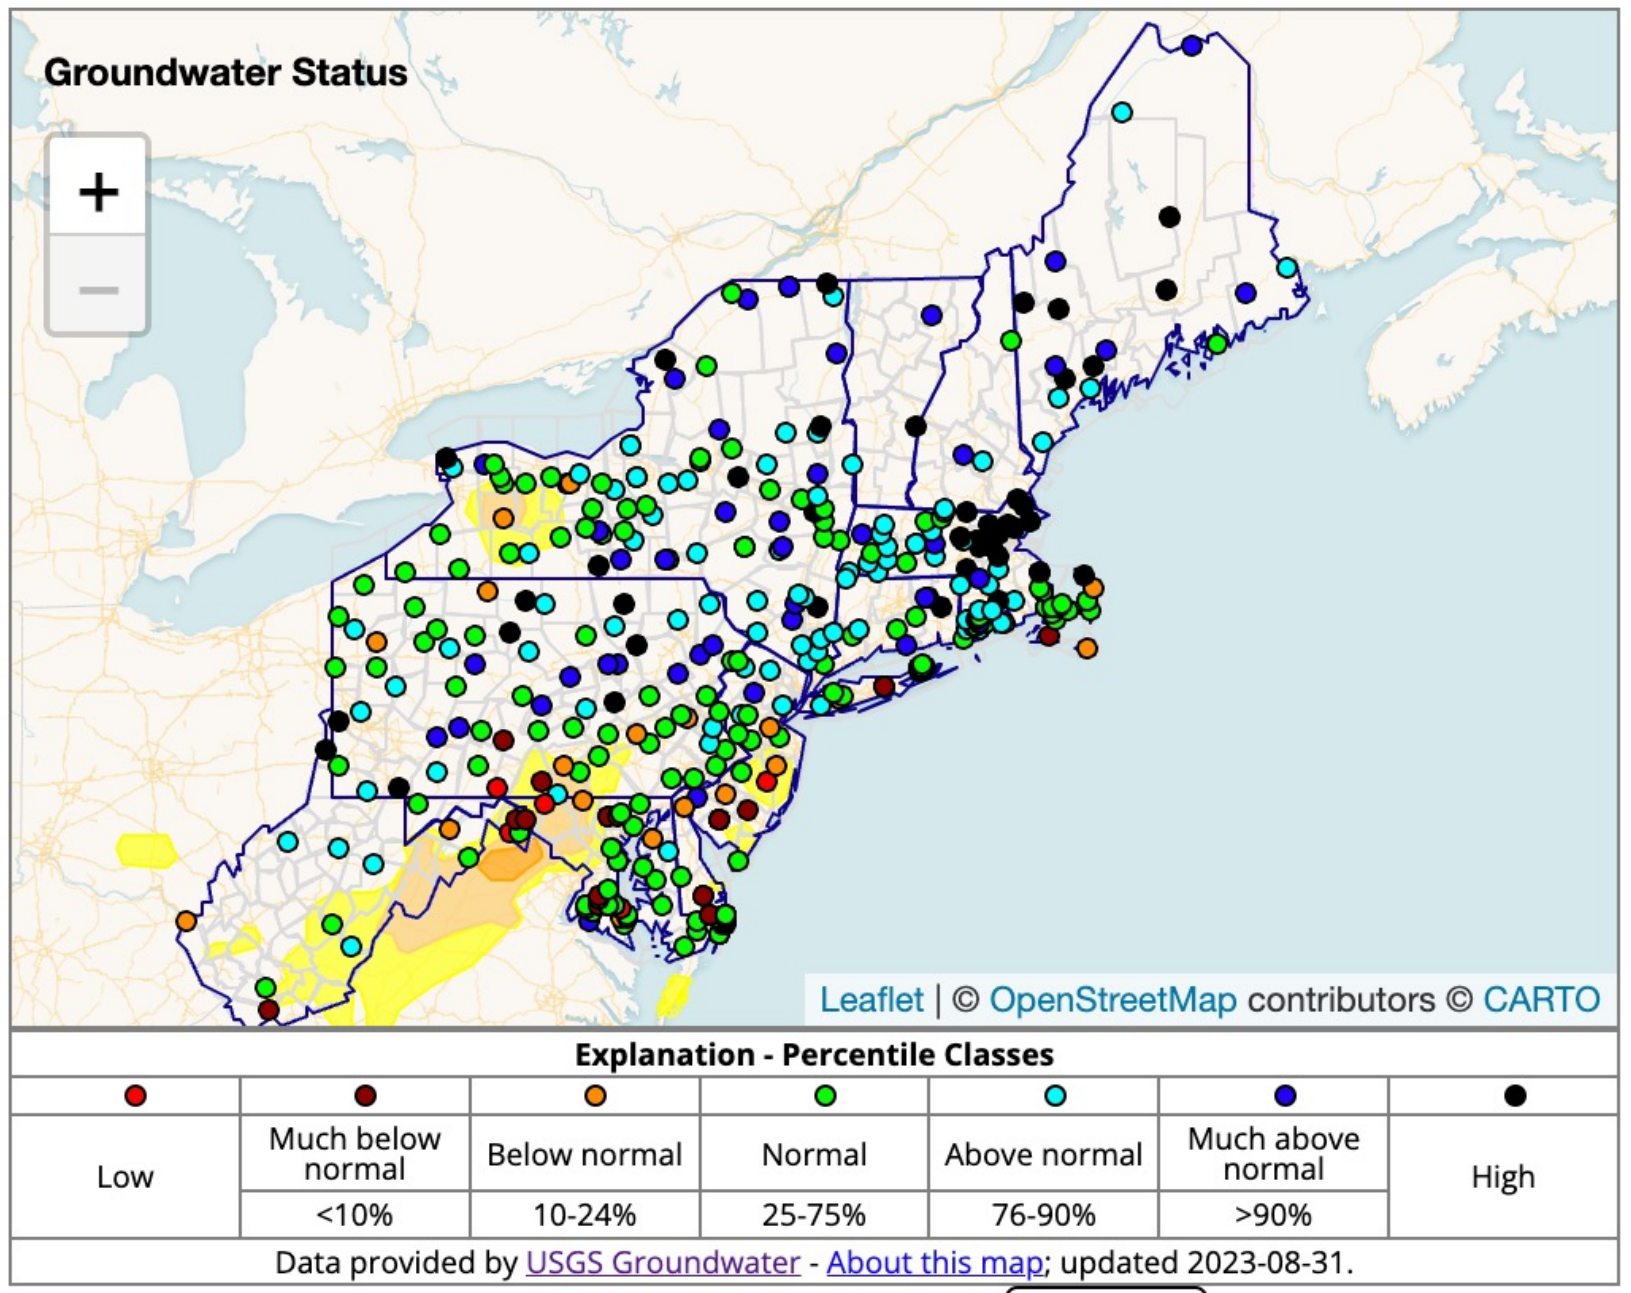 Groundwater Status
+
−
Leaflet | © OpenStreetMap contributors © CARTO
Explanation - Percentile Classes
Low
Much below normal
<10%
Below normal
10-24%
Normal
25-75%
Above normal
76-90%
Much above normal
>90%
High
Data provided by USGS Groundwater - About this map; updated 2023-08-31.